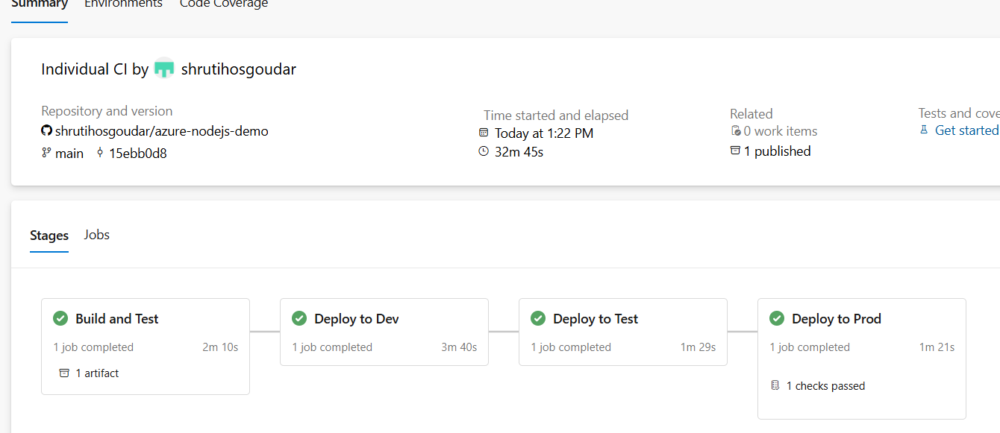 Summary Environments Code Coverage
Individual CI by shrutihosgoudar
Repository and version
shrutihosgoudar/azure-nodejs-demo
main 15ebb0d8
Time started and elapsed
Today at 1:22 PM
32m 45s
Related
0 work items
1 published
Tests and cove
Get started
Stages Jobs
Build and Test
1 job completed 2m 10s
1 artifact
Deploy to Dev
1 job completed 3m 40s
Deploy to Test
1 job completed 1m 29s
Deploy to Prod
1 job completed 1m 21s
1 checks passed